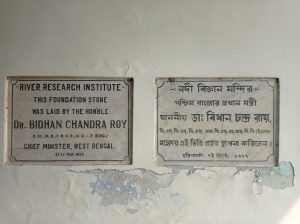 RIVER RESEARCH INSTITUTE
THIS FOUNDATION STONE
WAS LAID BY THE HON'BLE
DR. BIDHAN CHANDRA ROY
CHIEF MINISTER, WEST BENGAL.
নদী বিজ্ঞান মন্দির
পশ্চিম বাংলার প্রধান মন্ত্রী
মাননীয় ডাঃ বিধান চন্দ্র রায়,
মহোদয় এই ভিত্তি প্রস্তর স্থাপনা করিলেন।